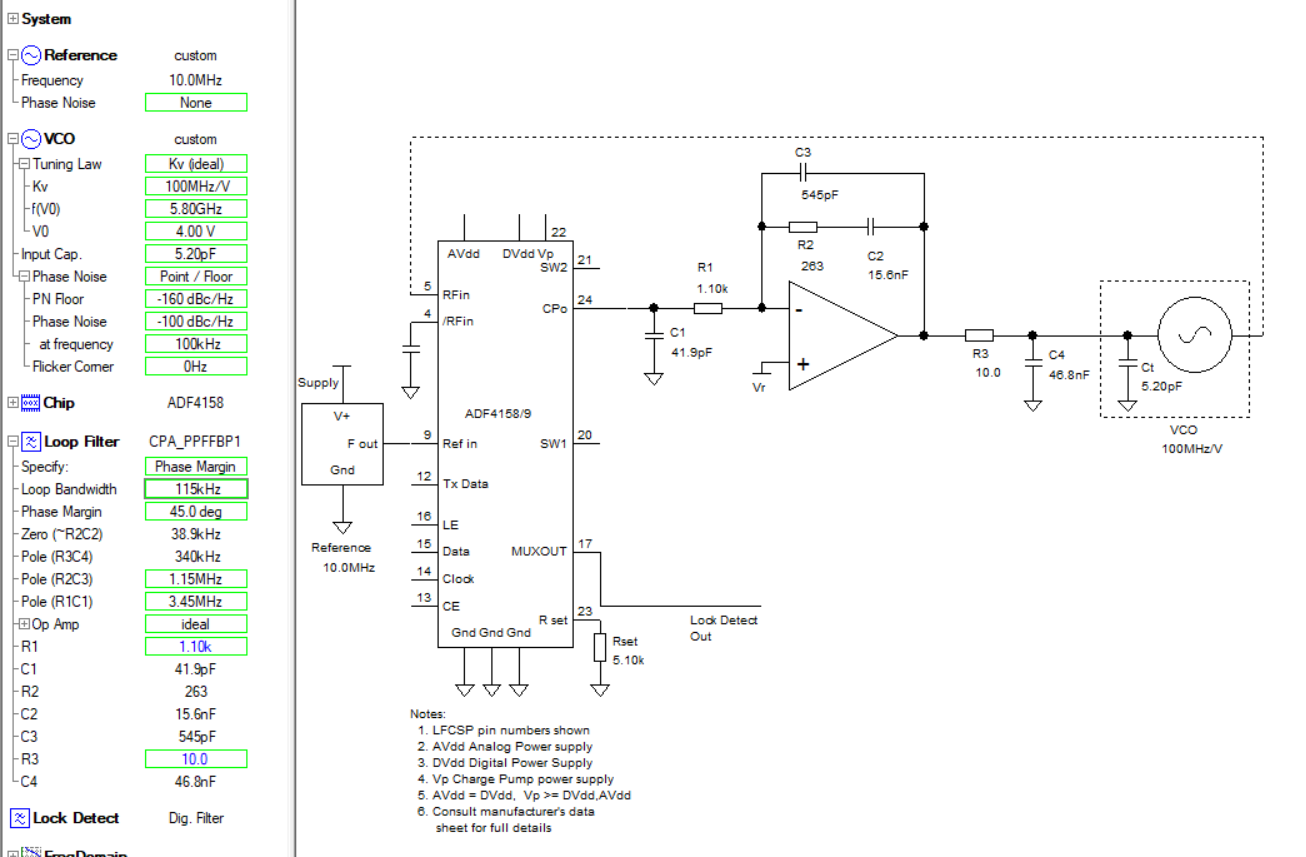 System
Reference custom
Frequency 10.0MHz
Phase Noise None
VCO custom
Tuning Law Kv (ideal)
Kv 100MHz/V
f(V0) 5.80GHz
V0 4.00 V
Input Cap. 5.20pF
Phase Noise Point / Floor
PN Floor -160 dBc/Hz
Phase Noise -100 dBc/Hz
at frequency 100kHz
Flicker Corner 0Hz
Chip ADF4158
Loop Filter CPA_PPFFBP1
Specify: Phase Margin
Loop Bandwidth 115kHz
Phase Margin 45.0 deg
Zero (~R2C2) 38.9kHz
Pole (R3C4) 340kHz
Pole (R2C3) 1.15MHz
Pole (R1C1) 3.45MHz
Op Amp ideal
R1 1.10k
C1 41.9pF
R2 263
C2 15.6nF
C3 545pF
R3 10.0
C4 46.8nF
Lock Detect Dig. Filter
FreqDomain
C3
545pF
R2
263
C2
15.6nF
22
AVdd DVdd Vp
SW2 21
5 RFin
CPo 24
4 /RFin
R1
1.10k
C1
41.9pF
-
+
Vr
R3
10.0
C4
46.8nF
Ct
5.20pF
VCO
100MHz/V
Supply
V+
F out
Gnd
Reference
10.0MHz
ADF4158/9
9 Ref in
SW1 20
12 Tx Data
16 LE
15 Data
MUXOUT 17
14 Clock
13 CE
R set 23
Gnd Gnd Gnd
Rset
5.10k
Lock Detect
Out
Notes:
1. LFCSP pin numbers shown
2. AVdd Analog Power supply
3. DVdd Digital Power Supply
4. Vp Charge Pump power supply
5. AVdd = DVdd, Vp >= DVdd,AVdd
6. Consult manufacturer's data
sheet for full details